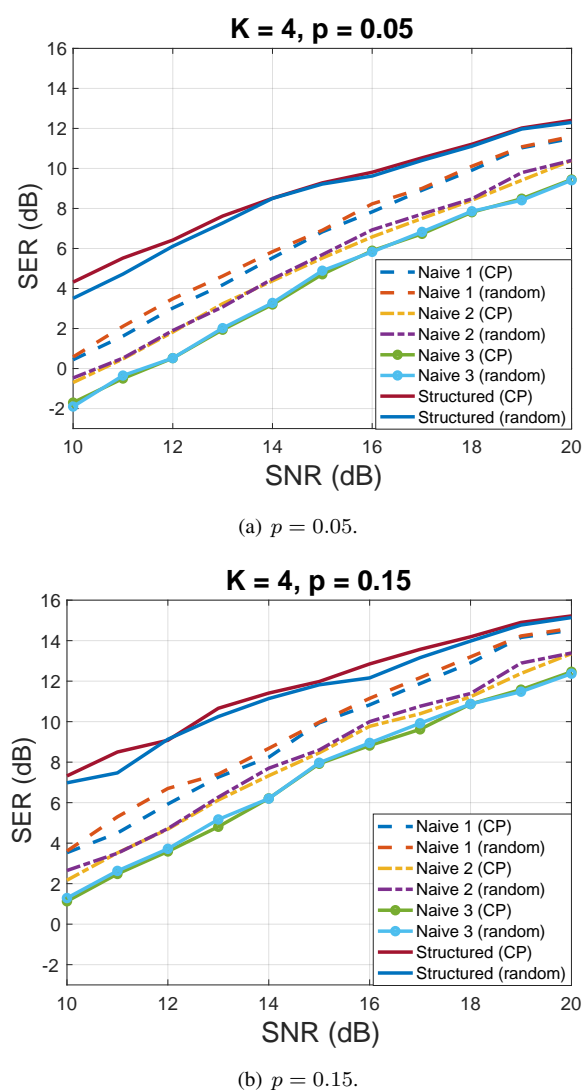 K = 4, p = 0.05
16
14
12
10
8
6
4
2
0
-2
SER (dB)
Naive 1 (CP)
Naive 1 (random)
Naive 2 (CP)
Naive 2 (random)
Naive 3 (CP)
Naive 3 (random)
Structured (CP)
Structured (random)
10 12 14 16 18 20
SNR (dB)
(a) p = 0.05.
K = 4, p = 0.15
16
14
12
10
8
6
4
2
0
-2
SER (dB)
Naive 1 (CP)
Naive 1 (random)
Naive 2 (CP)
Naive 2 (random)
Naive 3 (CP)
Naive 3 (random)
Structured (CP)
Structured (random)
10 12 14 16 18 20
SNR (dB)
(b) p = 0.15.